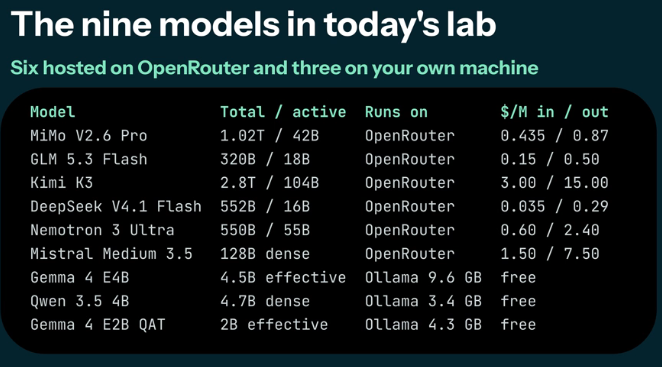 The nine models in today's lab
Six hosted on OpenRouter and three on your own machine
Model Total / active Runs on $/M in / out
MiMo V2.6 Pro 1.02T / 42B OpenRouter 0.435 / 0.87
GLM 5.3 Flash 320B / 18B OpenRouter 0.15 / 0.50
Kimi K3 2.8T / 104B OpenRouter 3.00 / 15.00
DeepSeek V4.1 Flash 552B / 16B OpenRouter 0.035 / 0.29
Nemotron 3 Ultra 550B / 55B OpenRouter 0.60 / 2.40
Mistral Medium 3.5 128B dense OpenRouter 1.50 / 7.50
Gemma 4 E4B 4.5B effective Ollama 9.6 GB free
Qwen 3.5 4B 4.7B dense Ollama 3.4 GB free
Gemma 4 E2B QAT 2B effective Ollama 4.3 GB free